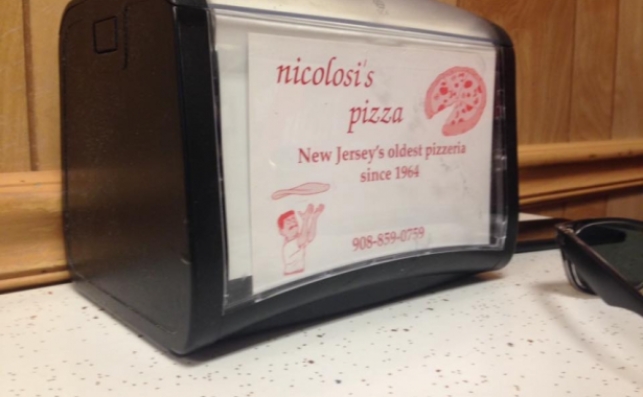 nicolosi's
pizza
New Jersey's oldest pizzeria
since 1964
908-859-0759